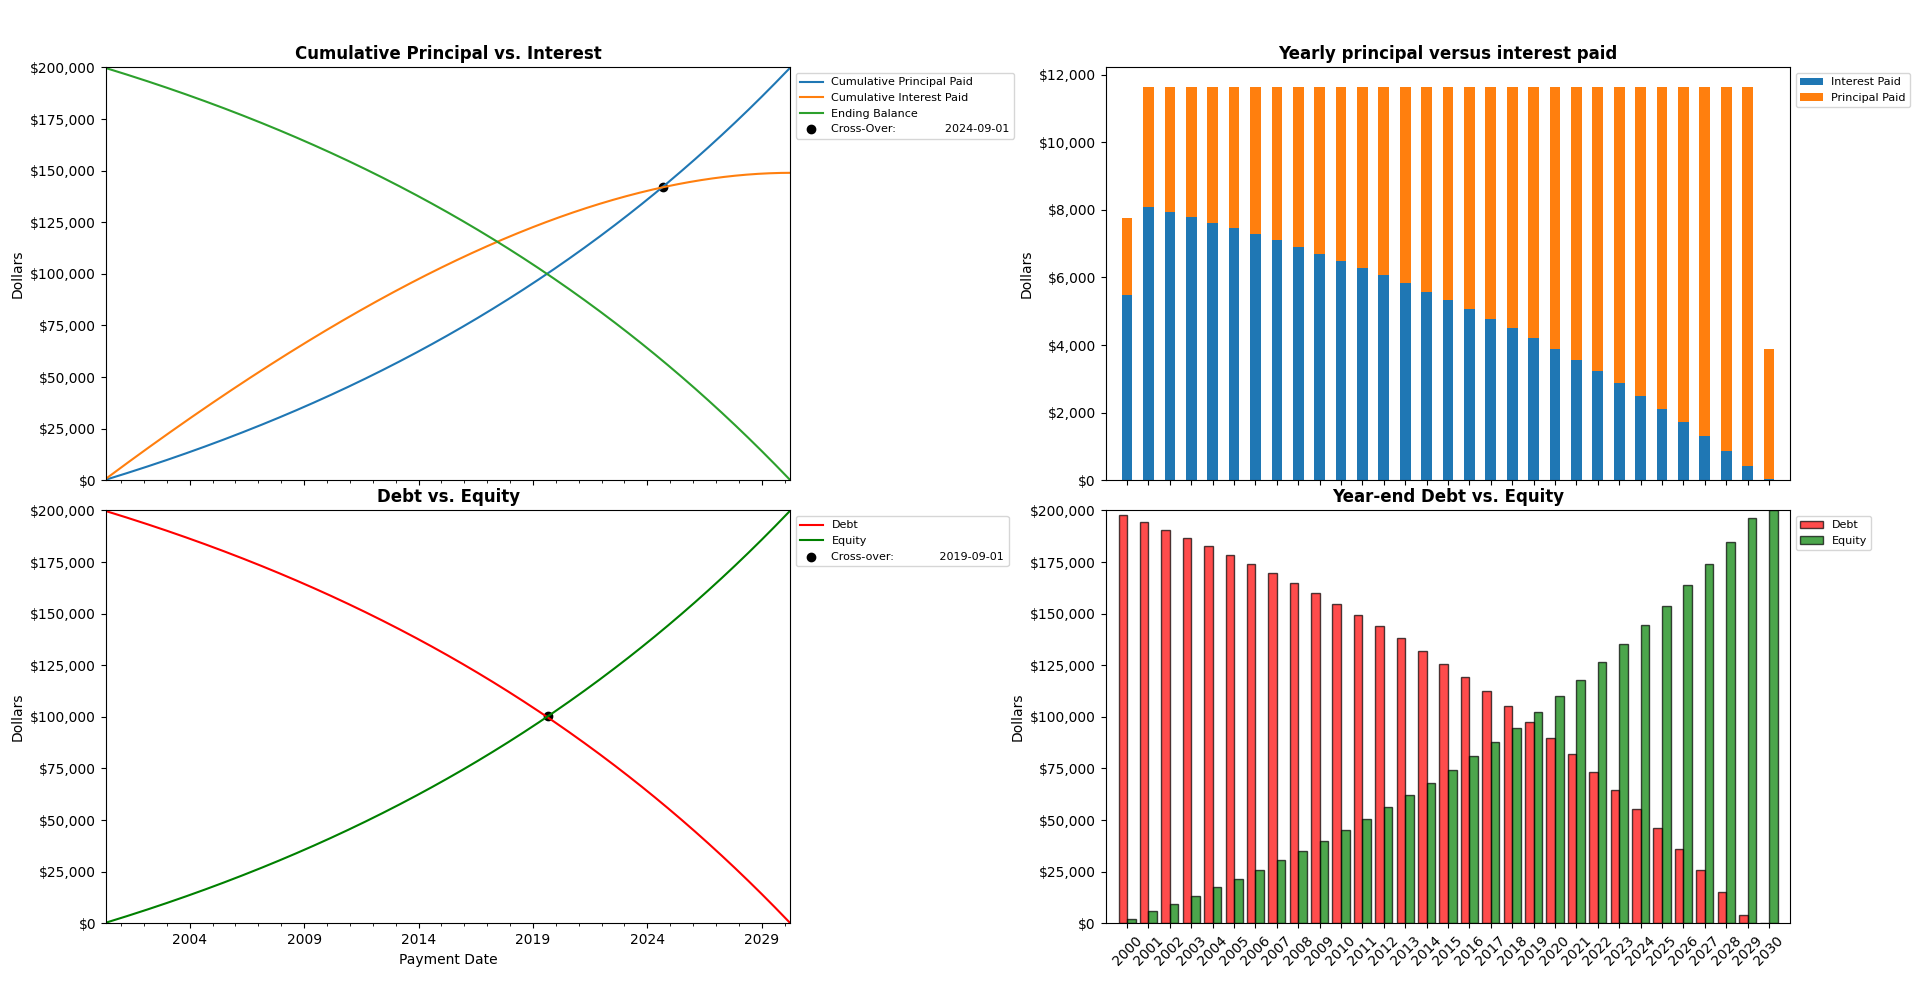 Cumulative Principal vs. Interest
$200,000
$175,000
$150,000
$125,000
$100,000
$75,000
$50,000
$25,000
$0
Dollars
Cumulative Principal Paid
Cumulative Interest Paid
Ending Balance
Cross-Over: 2024-09-01
Yearly principal versus interest paid
$12,000
$10,000
$8,000
$6,000
$4,000
$2,000
$0
Dollars
Interest Paid
Principal Paid
Debt vs. Equity
$200,000
$175,000
$150,000
$125,000
$100,000
$75,000
$50,000
$25,000
$0
Dollars
2004 2009 2014 2019 2024 2029
Payment Date
Debt
Equity
Cross-over: 2019-09-01
Year-end Debt vs. Equity
$200,000
$175,000
$150,000
$125,000
$100,000
$75,000
$50,000
$25,000
$0
Dollars
2000 2001 2002 2003 2004 2005 2006 2007 2008 2009 2010 2011 2012 2013 2014 2015 2016 2017 2018 2019 2020 2021 2022 2023 2024 2025 2026 2027 2028 2029 2030
Debt
Equity